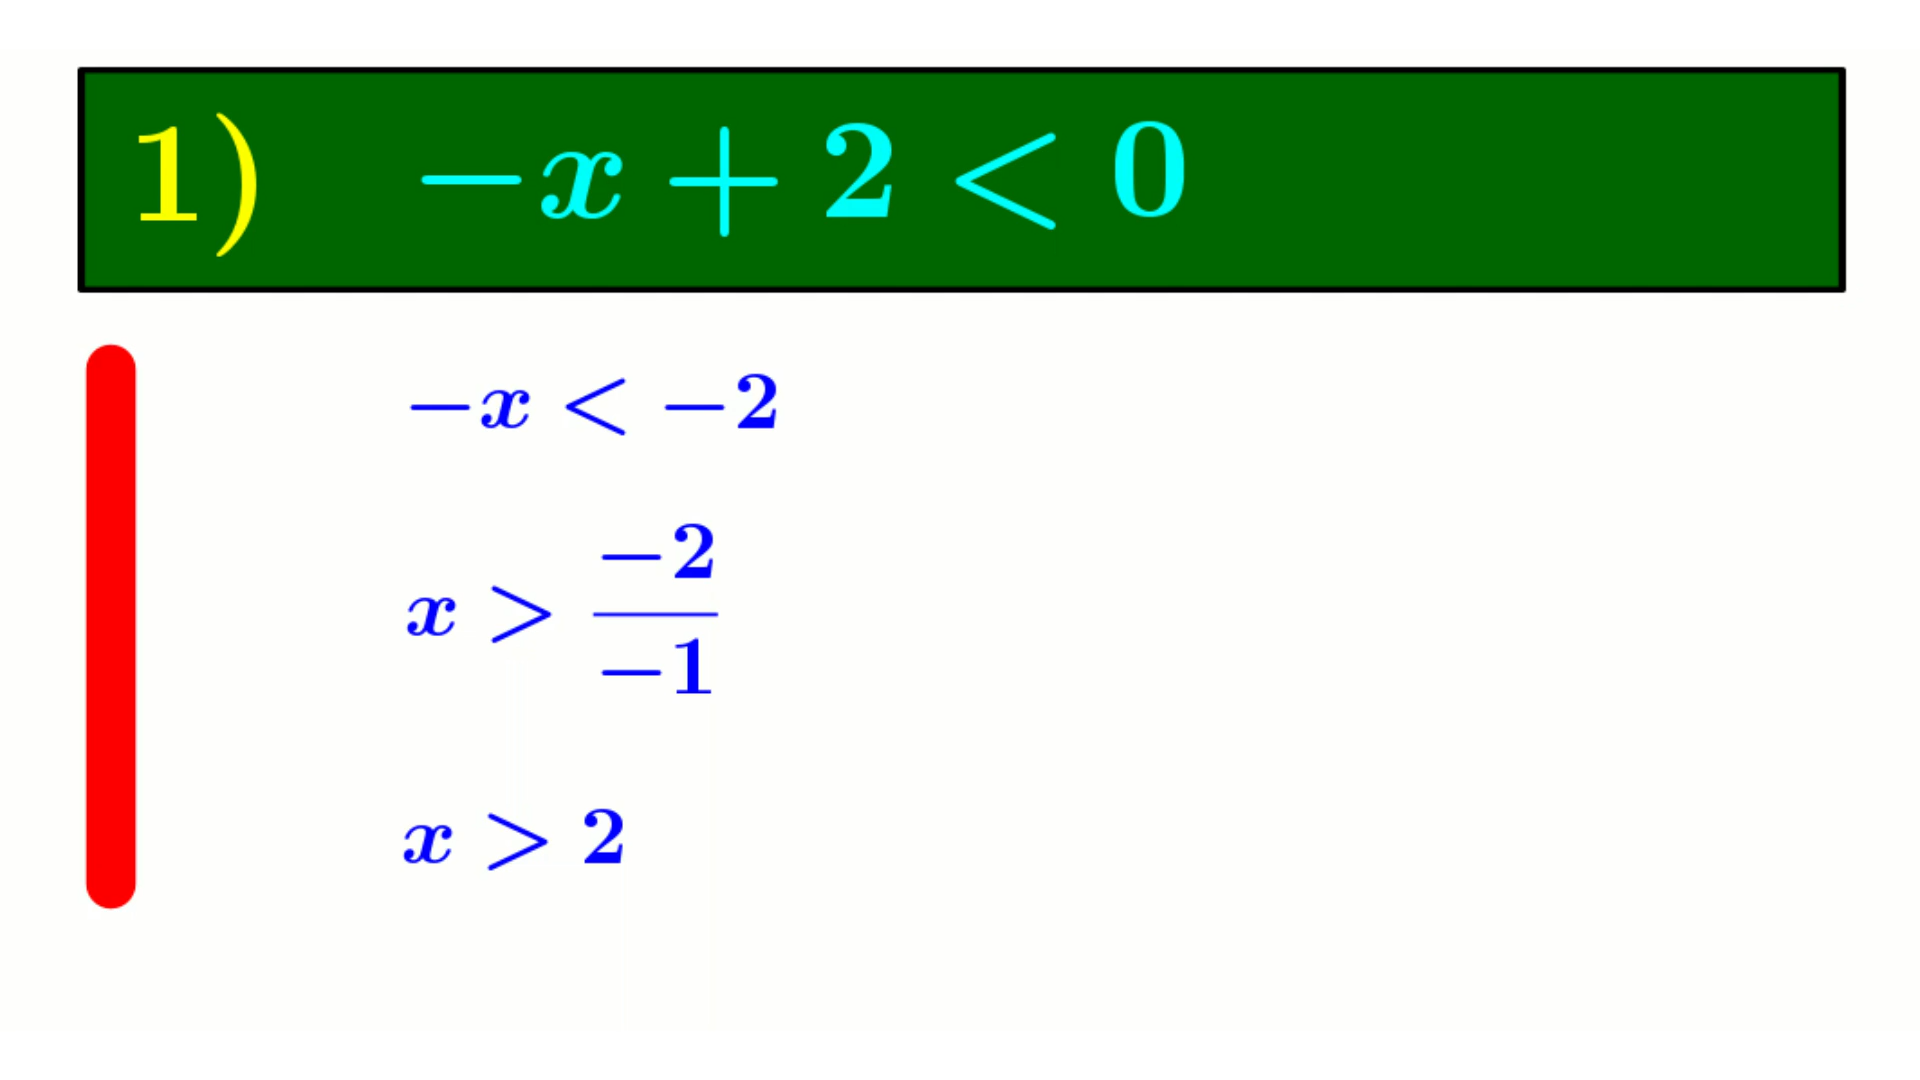 1) −x + 2 < 0
−x < −2
x > −2/−1
x > 2